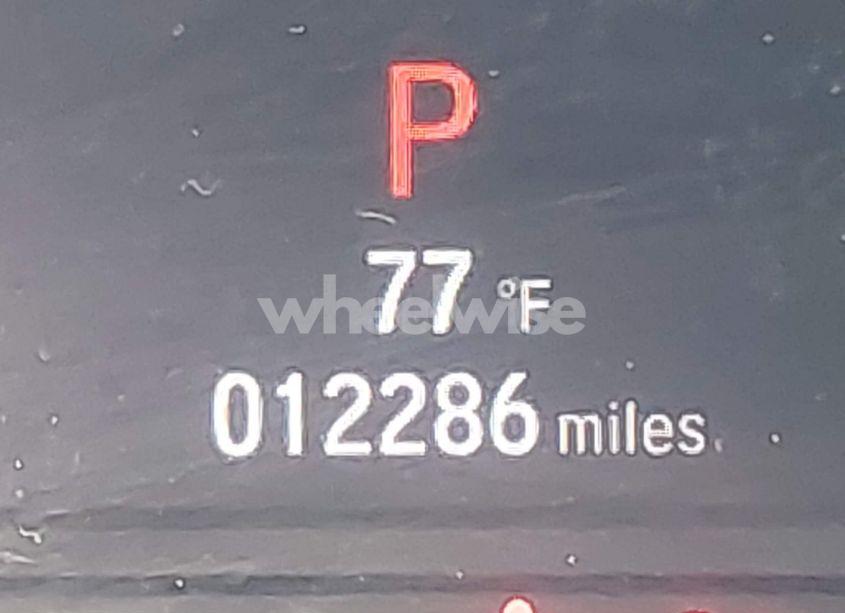 P
77 °F
wheelwise
012286 miles